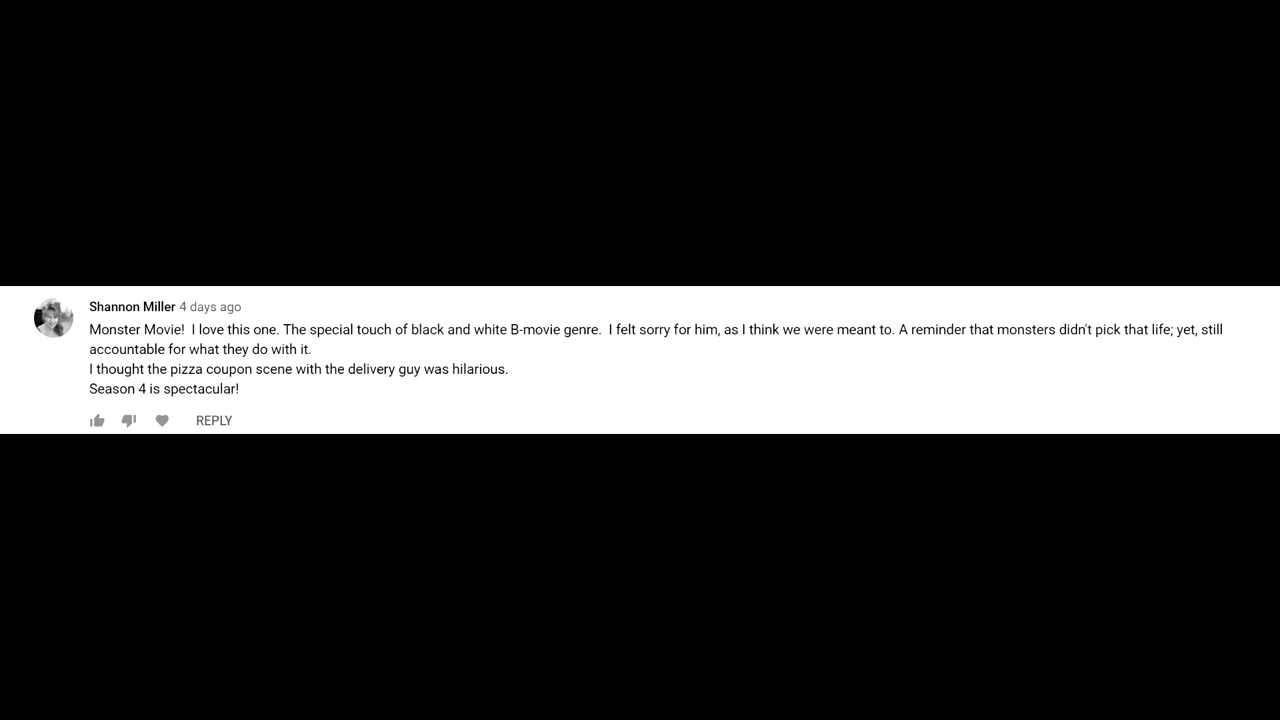 Shannon Miller 4 days ago
Monster Movie!  I love this one. The special touch of black and white B-movie genre.  I felt sorry for him, as I think we were meant to. A reminder that monsters didn't pick that life; yet, still
accountable for what they do with it.
I thought the pizza coupon scene with the delivery guy was hilarious.
Season 4 is spectacular!
REPLY